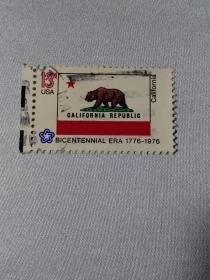 13c
USA
California
CALIFORNIA REPUBLIC
BICENTENNIAL ERA 1776-1976